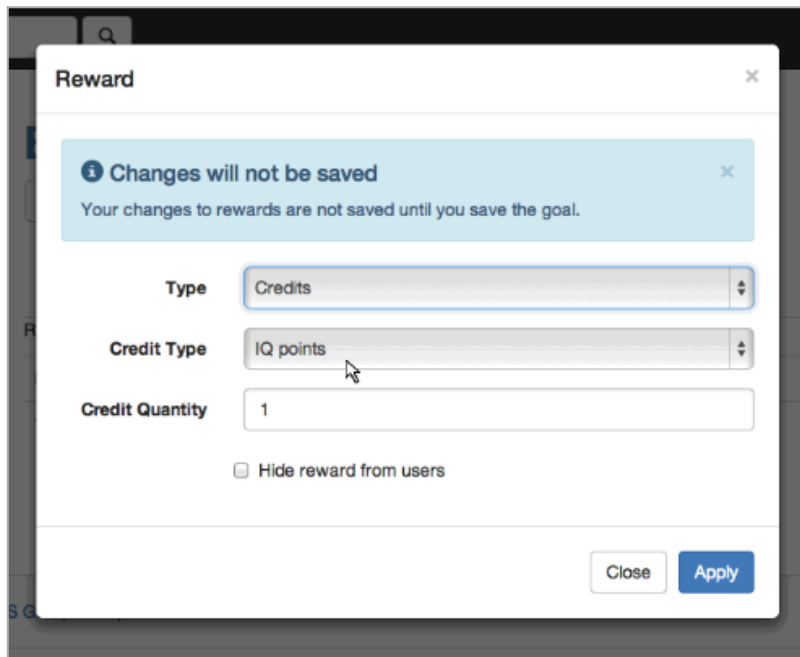 Reward
Changes will not be saved
Your changes to rewards are not saved until you save the goal.
Type Credits
Credit Type IQ points
Credit Quantity 1
Hide reward from users
Close Apply